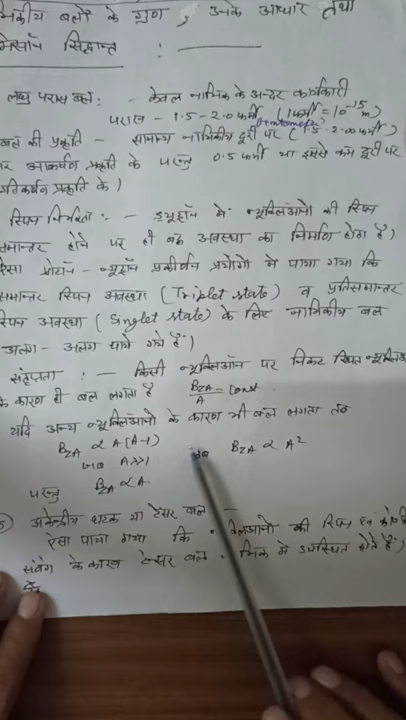 नाभिकीय बलों के गुण, उनके आधार तथा
मेसॉन सिद्धान्त : —
लघु परास बल : - केवल नाभिक के अन्दर कार्यकारी
परास - 1.5 - 2.0 फर्मी (1 फर्मी = 10⁻¹⁵ m)
बल की प्रकृति - सामान्य नाभिकीय दूरी पर (1.5 - 2.00 फर्मी)
पर आकर्षण प्रकृति के परन्तु 0.5 फर्मी या इससे कम दूरी पर
प्रतिकर्षण प्रकृति के।
स्पिन निर्भरता : - ड्यूट्रॉन में न्यूक्लिऑनो की स्पिन
समान्तर होने पर ही बद्ध अवस्था का निर्माण होता है।
ऐसा प्रोटॉन - न्यूट्रॉन प्रकीर्णन प्रयोगो में पाया गया कि
समान्तर स्पिन अवस्था (Triplet state) व प्रतिसमान्तर
स्पिन अवस्था (Singlet state) के लिए नाभिकीय बल
अलग - अलग पाये गये हैं।
संतृप्तता : - किसी न्यूक्लिऑन पर निकट स्थित न्यूक्लिऑ
के कारण ही बल लगता है B_ZA/A = Const.
यदि अन्य न्यूक्लिऑनो के कारण भी बल लगता तब
B_ZA ∝ A(A-1)
जब A>>1 तब B_ZA ∝ A²
परन्तु B_ZA ∝ A.
5) अकेन्द्रीय घटक या टेन्सर बल -
ऐसा पाया गया कि की स्पिन एवं
संवेग के कारण टेन्सर बल में उपस्थित होते हैं।